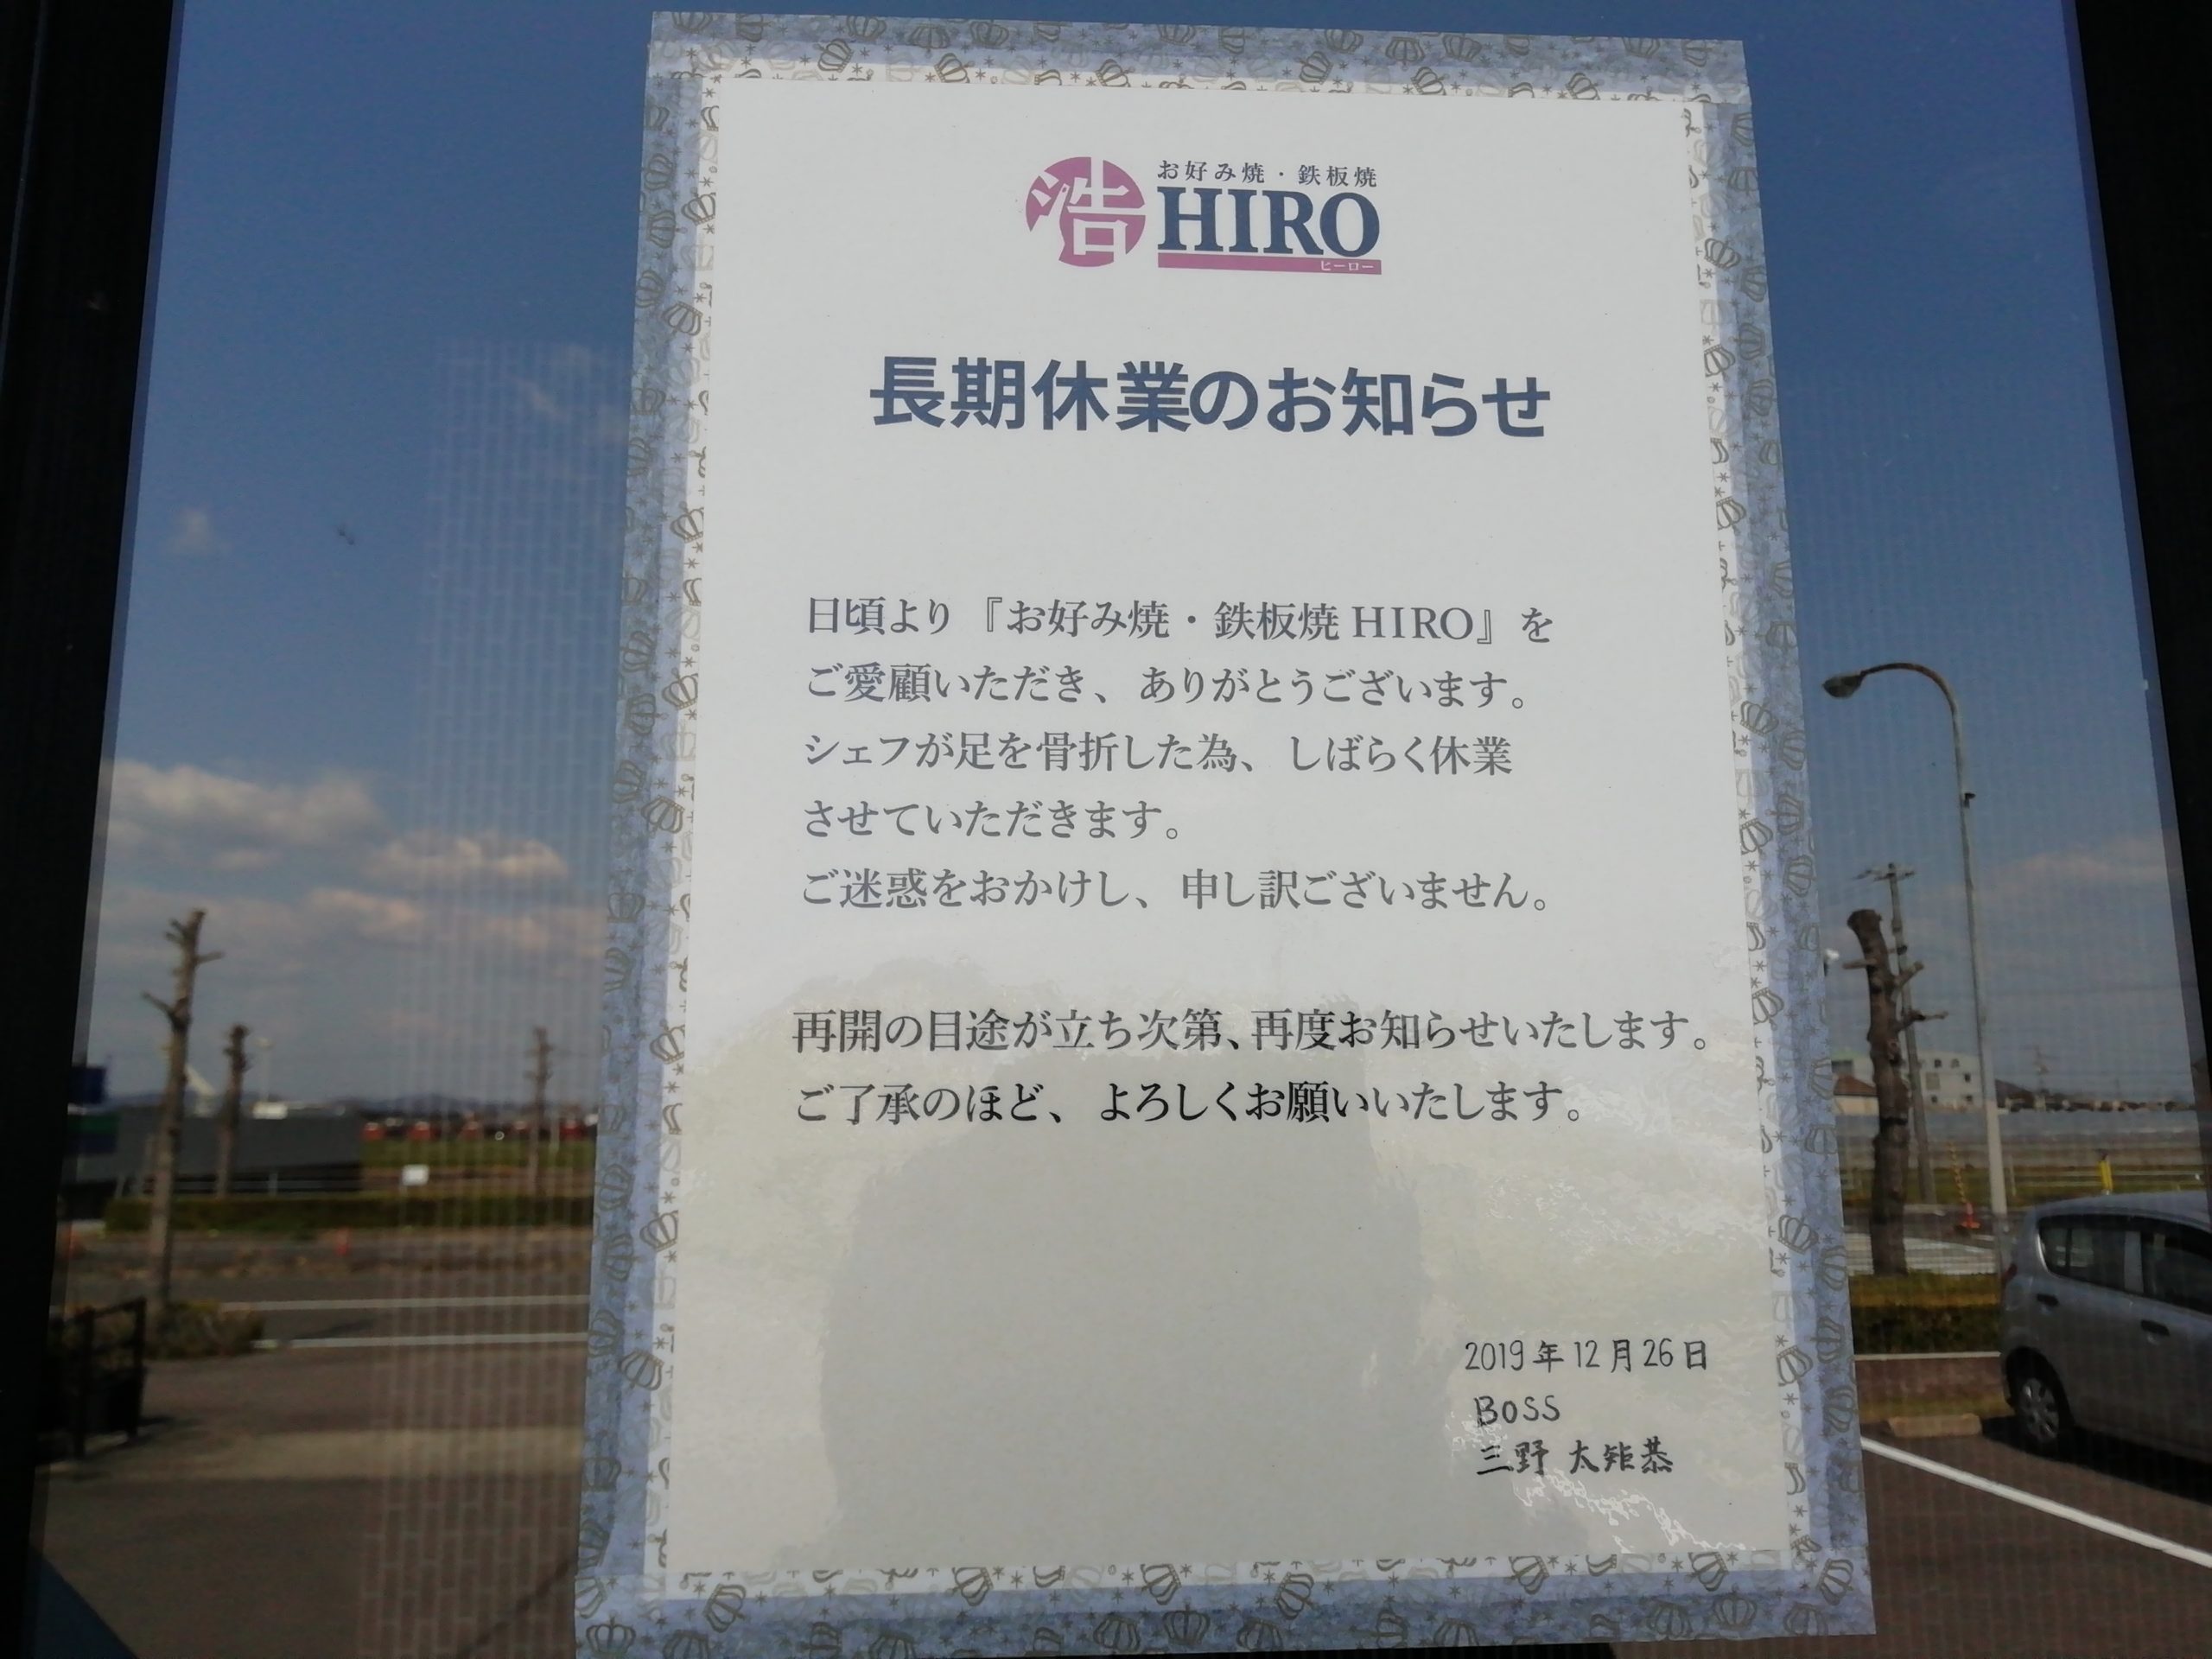 浩
お好み焼・鉄板焼
HIRO
ヒーロー
長期休業のお知らせ
日頃より『お好み焼・鉄板焼 HIRO』を
ご愛顧いただき、ありがとうございます。
シェフが足を骨折した為、しばらく休業
させていただきます。
ご迷惑をおかけし、申し訳ございません。
再開の目途が立ち次第、再度お知らせいたします。
ご了承のほど、よろしくお願いいたします。
2019年12月26日
BOSS
三野 太矩恭